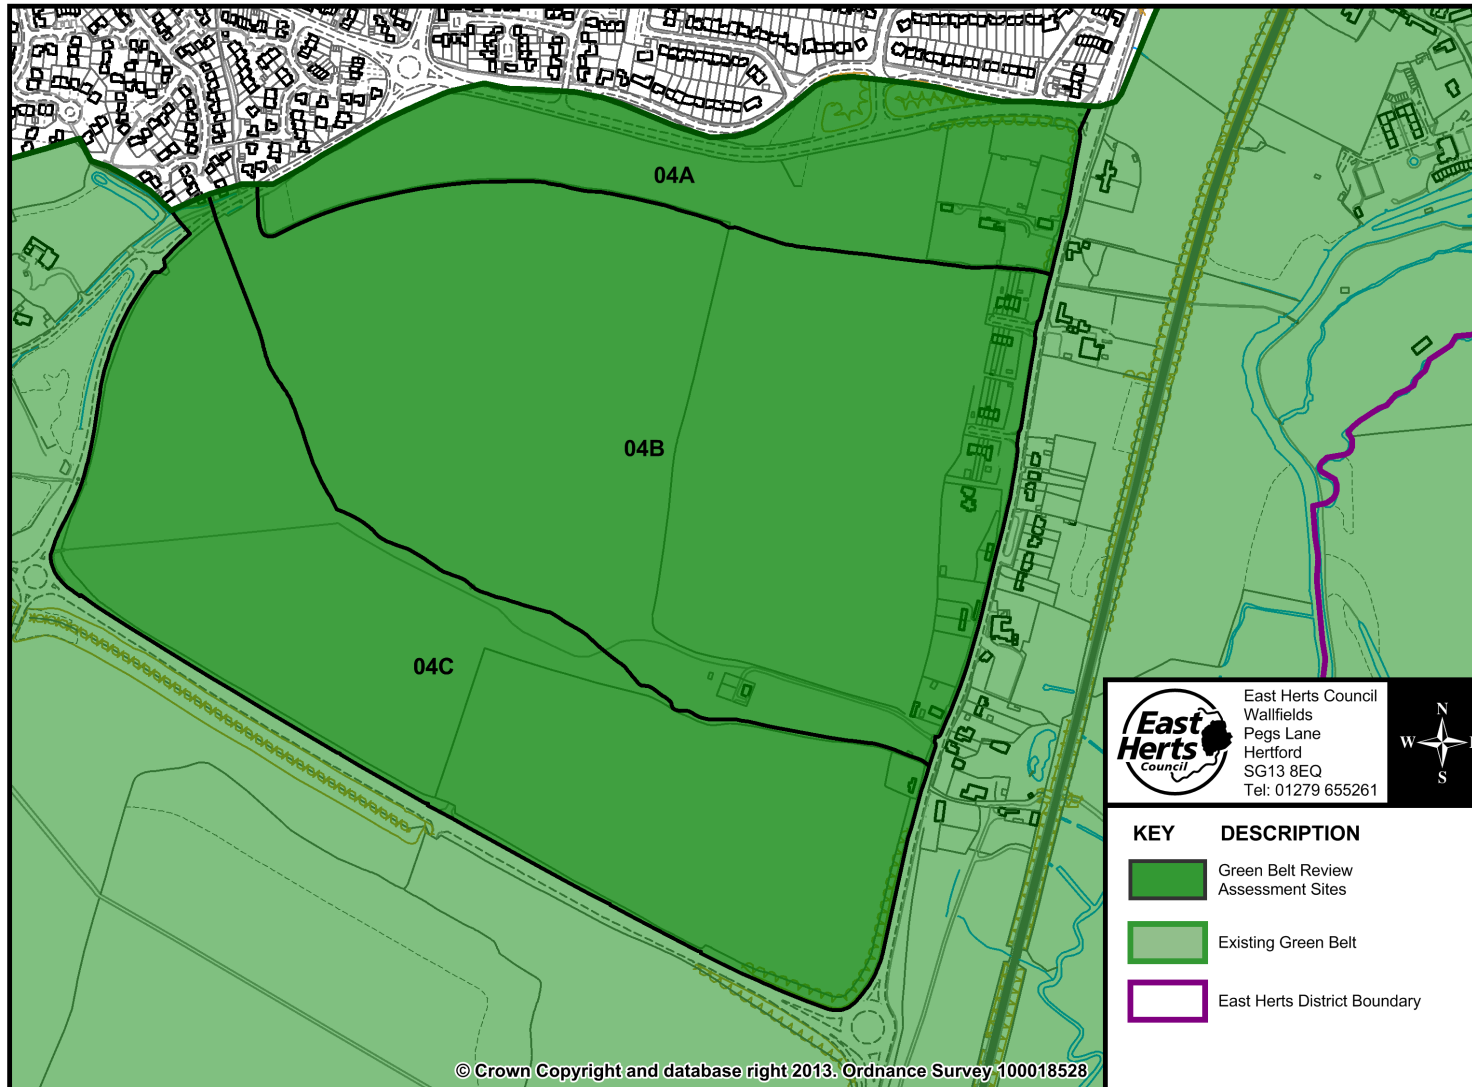 04A
04B
04C
East
Herts
Council
East Herts Council
Wallfields
Pegs Lane
Hertford
SG13 8EQ
Tel: 01279 655261
N
W
S
KEY DESCRIPTION
Green Belt Review
Assessment Sites
Existing Green Belt
East Herts District Boundary
© Crown Copyright and database right 2013. Ordnance Survey 100018528